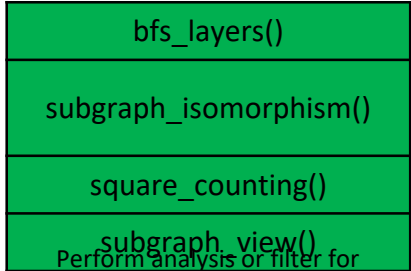 bfs_layers()
subgraph_isomorphism()
square_counting()
subgraph_view()
Perform analysis or filter for